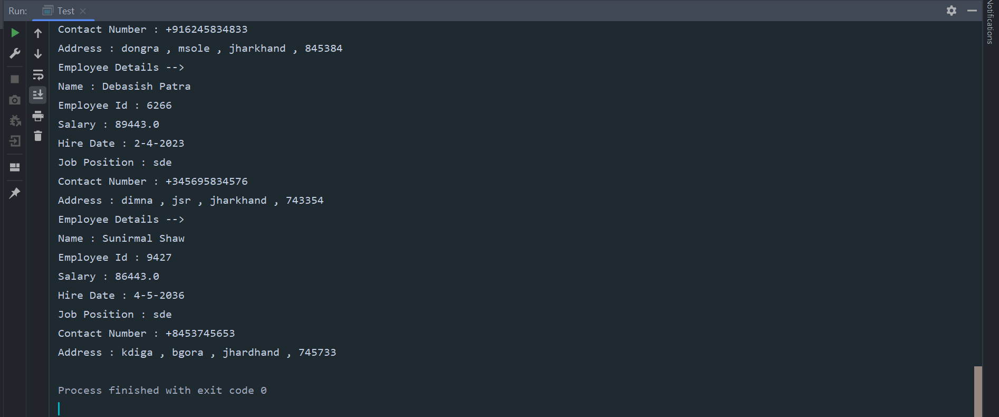 Run: Test
Notifications
Contact Number : +916245834833
Address : dongra , msole , jharkhand , 845384
Employee Details -->
Name : Debasish Patra
Employee Id : 6266
Salary : 89443.0
Hire Date : 2-4-2023
Job Position : sde
Contact Number : +345695834576
Address : dimna , jsr , jharkhand , 743354
Employee Details -->
Name : Sunirmal Shaw
Employee Id : 9427
Salary : 86443.0
Hire Date : 4-5-2036
Job Position : sde
Contact Number : +8453745653
Address : kdiga , bgora , jhardhand , 745733
Process finished with exit code 0